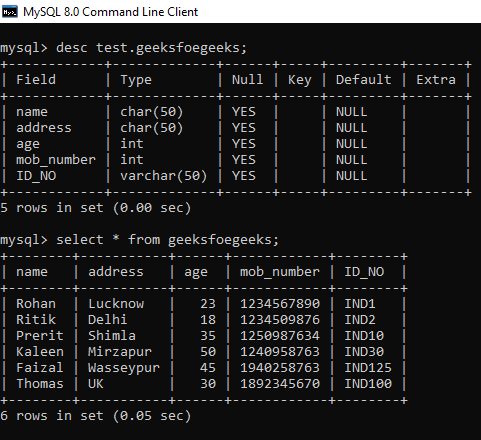 MySQL 8.0 Command Line Client
mysql> desc test.geeksfoegeeks;
+------------+-------------+------+-----+---------+-------+
| Field      | Type        | Null | Key | Default | Extra |
+------------+-------------+------+-----+---------+-------+
| name       | char(50)    | YES  |     | NULL    |       |
| address    | char(50)    | YES  |     | NULL    |       |
| age        | int         | YES  |     | NULL    |       |
| mob_number | int         | YES  |     | NULL    |       |
| ID_NO      | varchar(50) | YES  |     | NULL    |       |
+------------+-------------+------+-----+---------+-------+
5 rows in set (0.00 sec)
mysql> select * from geeksfoegeeks;
+--------+-----------+------+------------+--------+
| name   | address   | age  | mob_number | ID_NO  |
+--------+-----------+------+------------+--------+
| Rohan  | Lucknow   |   23 | 1234567890 | IND1   |
| Ritik  | Delhi     |   18 | 1234509876 | IND2   |
| Prerit | Shimla    |   35 | 1250987634 | IND10  |
| Kaleen | Mirzapur  |   50 | 1240958763 | IND30  |
| Faizal | Wasseypur |   45 | 1940258763 | IND125 |
| Thomas | UK        |   30 | 1892345670 | IND100 |
+--------+-----------+------+------------+--------+
6 rows in set (0.05 sec)